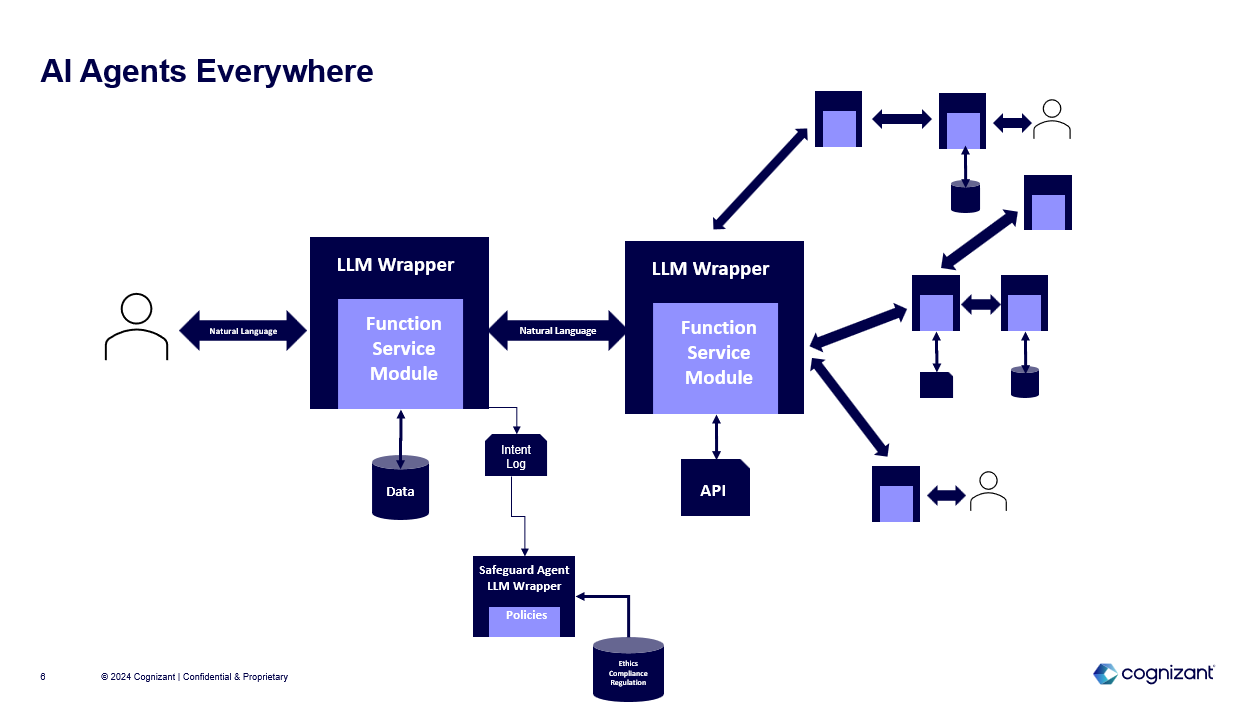 AI Agents Everywhere
LLM Wrapper
Function
Service
Module
LLM Wrapper
Function
Service
Module
Natural Language
Natural Language
Intent
Log
Data
API
Safeguard Agent
LLM Wrapper
Policies
Ethics
Compliance
Regulation
6
© 2024 Cognizant | Confidential & Proprietary
cognizant